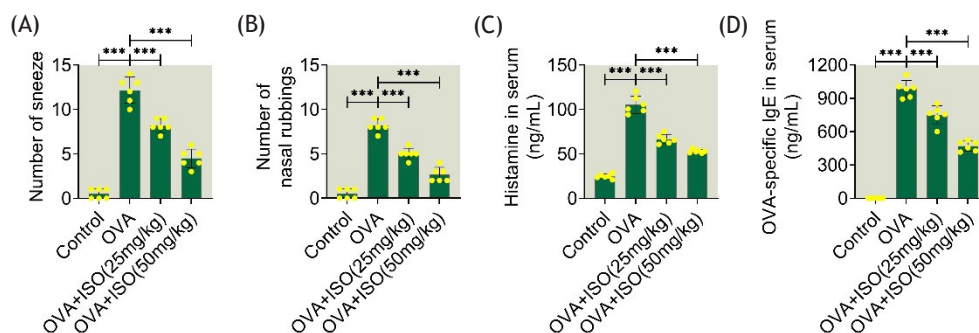 (A)
Number of sneeze
15
10
5
0
***
*** ***
Control
OVA
OVA+ISO(25mg/kg)
OVA+ISO(50mg/kg)
(B)
Number of
nasal rubbings
15
10
5
0
***
*** ***
Control
OVA
OVA+ISO(25mg/kg)
OVA+ISO(50mg/kg)
(C)
Histamine in serum
(ng/mL)
150
100
50
0
***
*** ***
Control
OVA
OVA+ISO(25mg/kg)
OVA+ISO(50mg/kg)
(D)
OVA-specific IgE in serum
(ng/mL)
1200
900
600
300
0
***
*** ***
Control
OVA
OVA+ISO(25mg/kg)
OVA+ISO(50mg/kg)